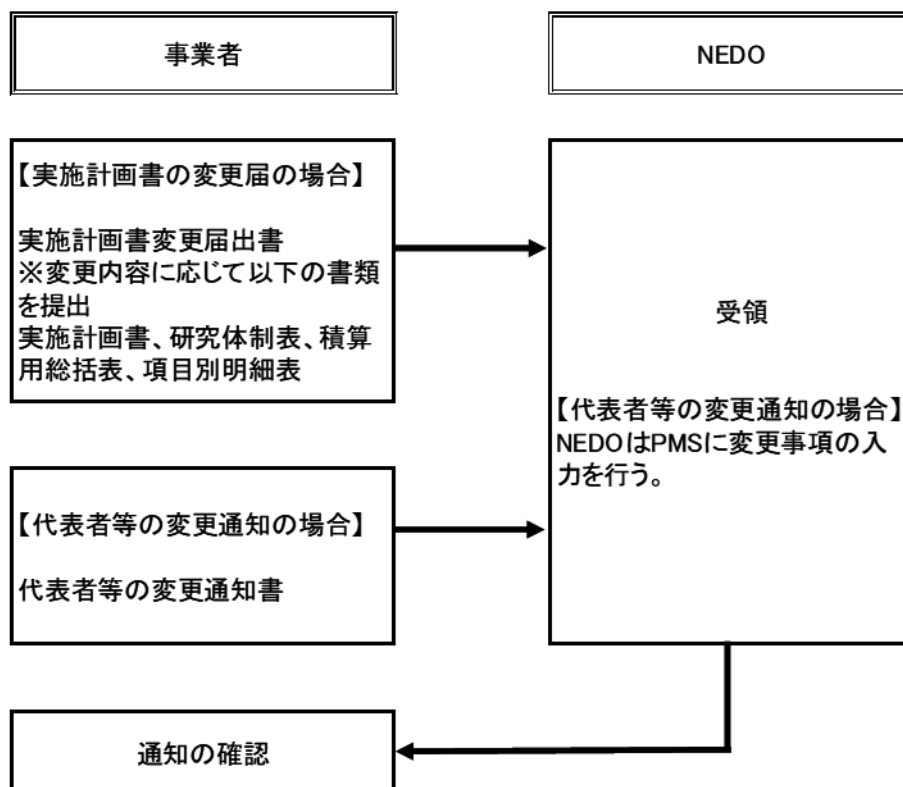 事業者
NEDO
【実施計画書の変更届の場合】
実施計画書変更届出書
※変更内容に応じて以下の書類
を提出
実施計画書、研究体制表、積算
用総括表、項目別明細表
受領
【代表者等の変更通知の場合】
NEDOはPMSに変更事項の入
力を行う。
【代表者等の変更通知の場合】
代表者等の変更通知書
通知の確認